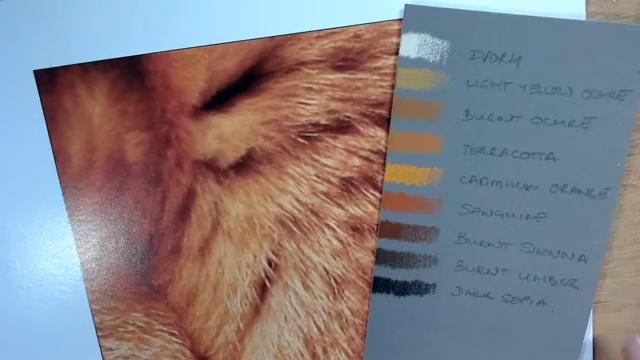 IVORY
LIGHT YELLOW OCHRE
BURNT OCHRE
TERRACOTTA
CADMIUM ORANGE
SANGUINE
BURNT SIENNA
BURNT UMBER
DARK SEPIA.